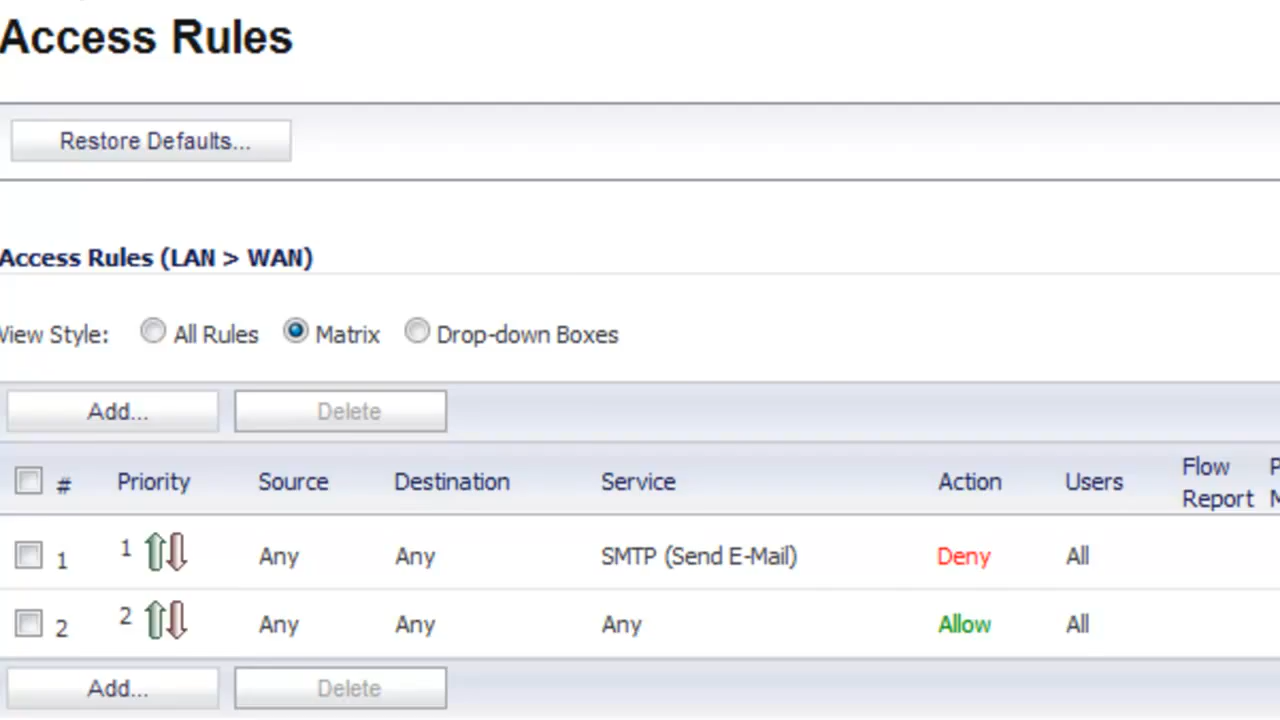 Access Rules
Restore Defaults...
Access Rules (LAN > WAN)
View Style: All Rules Matrix Drop-down Boxes
Add... Delete
# Priority Source Destination Service Action Users Flow Report
1 1 Any Any SMTP (Send E-Mail) Deny All
2 2 Any Any Any Allow All
Add... Delete